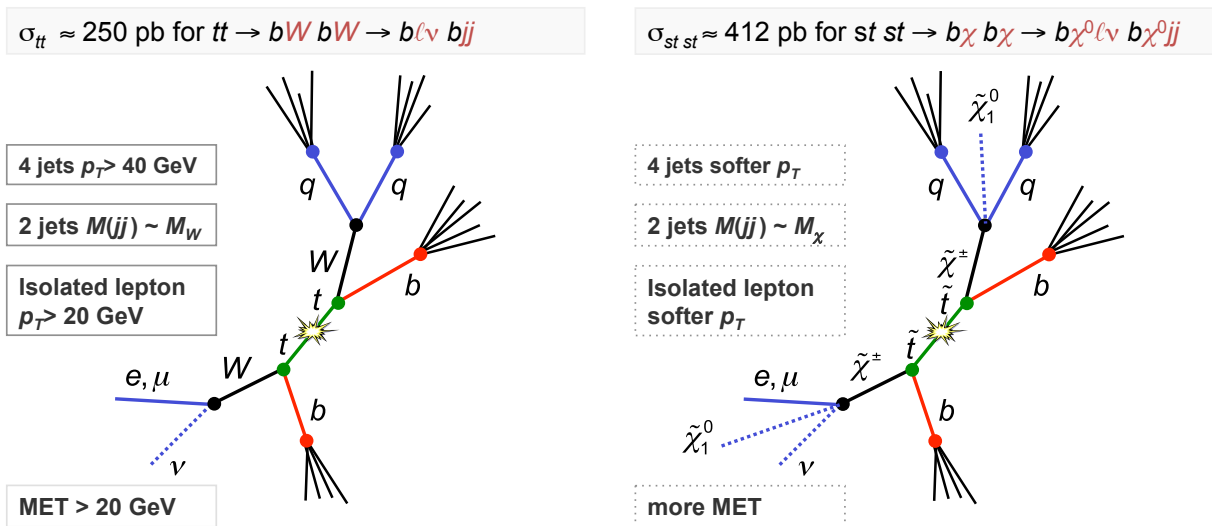 σtt ≈ 250 pb for tt → bW bW → bℓν bjj
4 jets pT> 40 GeV
2 jets M(jj) ~ MW
Isolated lepton
pT> 20 GeV
MET > 20 GeV
q
q
W
b
t
t
W
e, μ
b
ν
σst st ≈ 412 pb for st st → bχ bχ → bχ⁰ℓν bχ⁰jj
4 jets softer pT
2 jets M(jj) ~ Mχ
Isolated lepton
softer pT
more MET
χ̃₁⁰
q
q
χ̃±
b
t̃
t̃
χ̃±
e, μ
χ̃₁⁰
b
ν